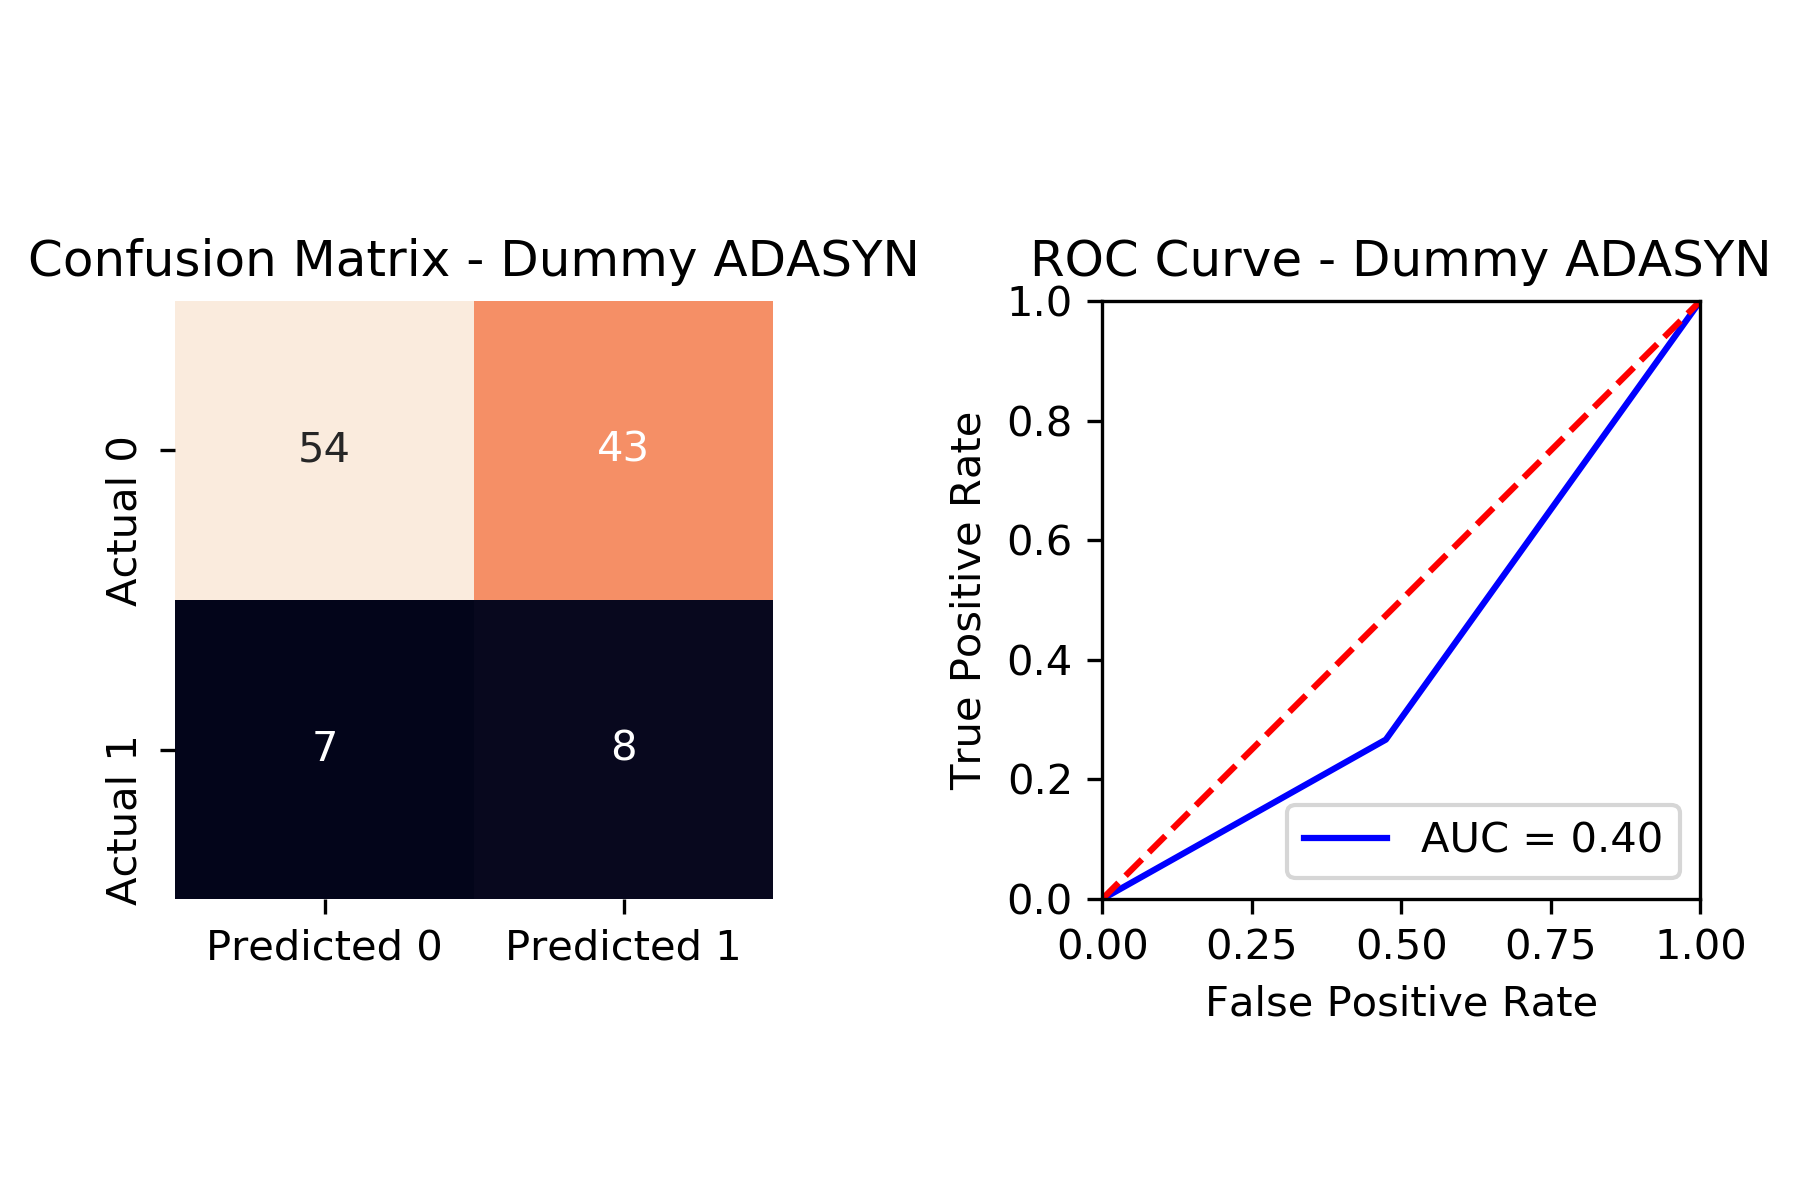 Confusion Matrix - Dummy ADASYN
Actual 0
Actual 1
54
43
7
8
Predicted 0
Predicted 1
ROC Curve - Dummy ADASYN
True Positive Rate
1.0
0.8
0.6
0.4
0.2
0.0
AUC = 0.40
0.00
0.25
0.50
0.75
1.00
False Positive Rate